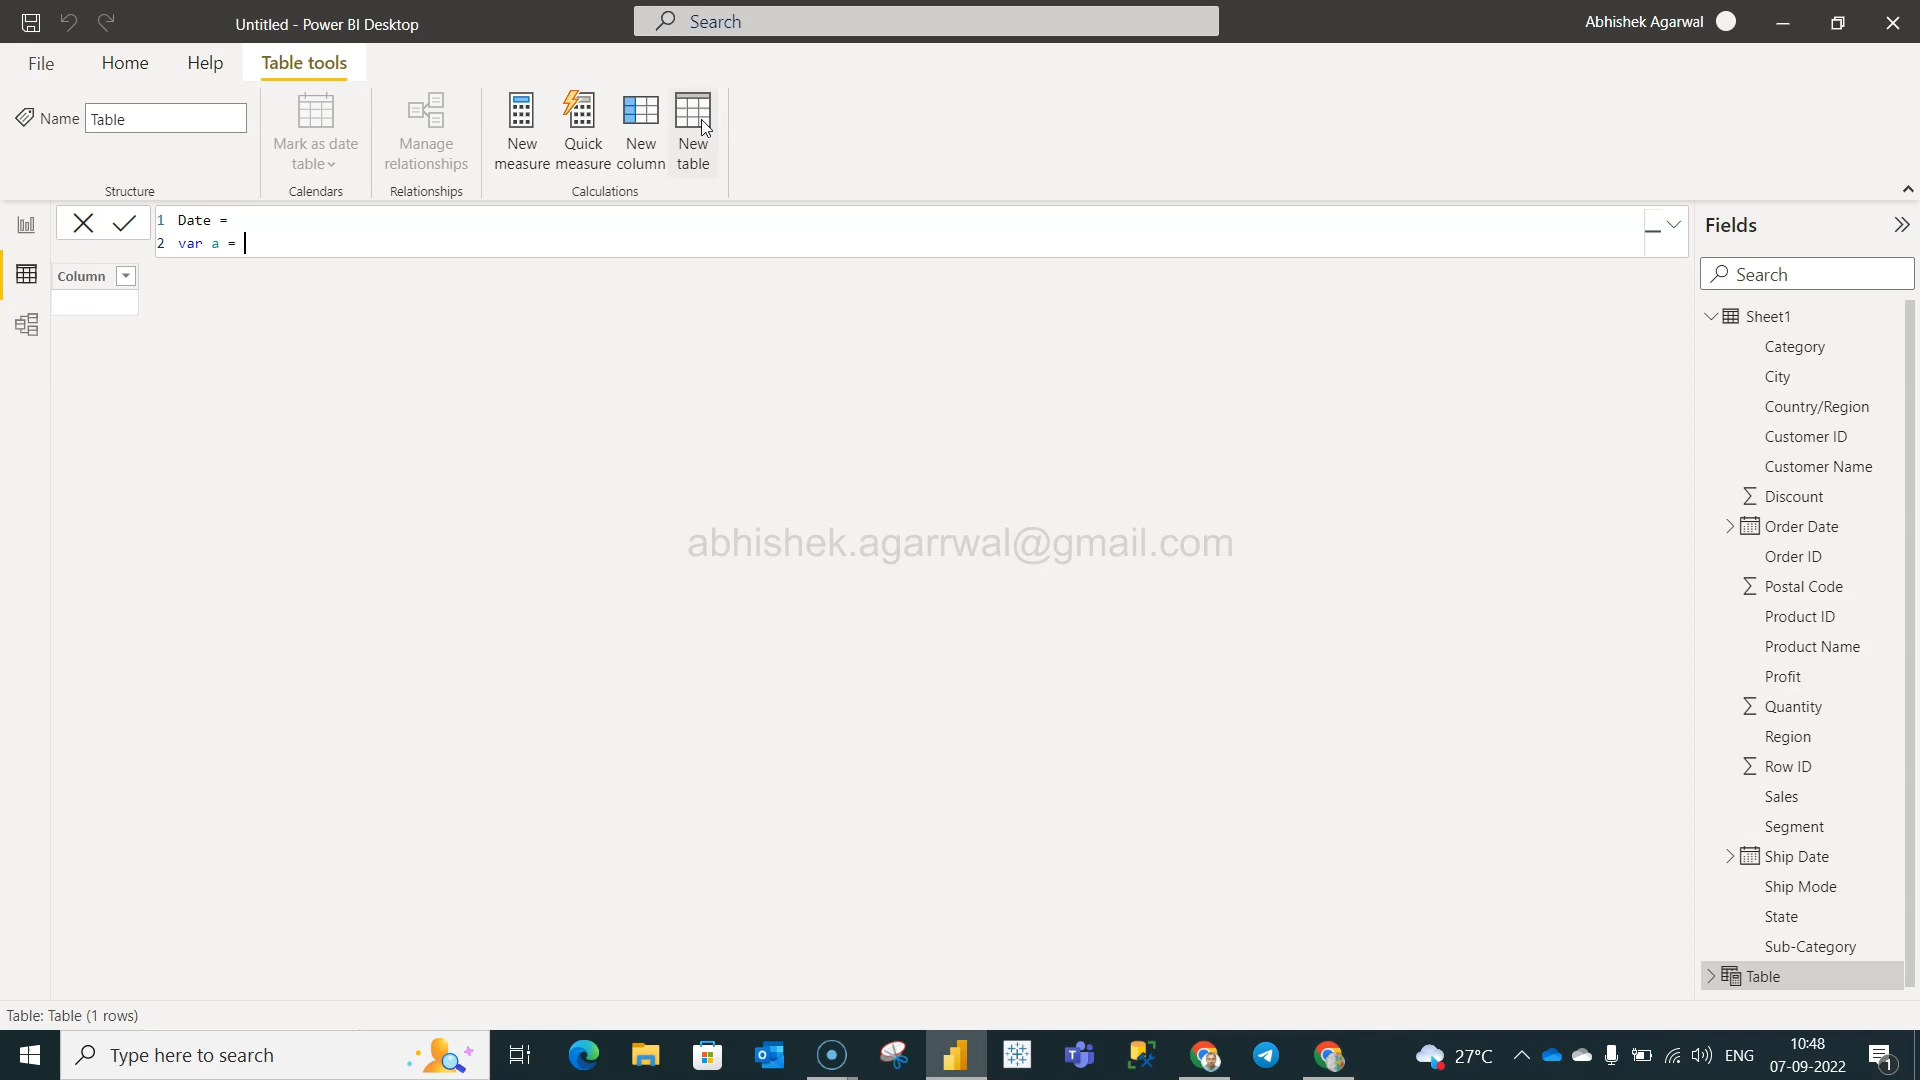 Untitled - Power BI Desktop
Search
Abhishek Agarwal
File
Home
Help
Table tools
Name
Table
Mark as date
table
Calendars
Manage
relationships
Relationships
New
measure
Quick
measure
New
column
New
table
Structure
Calculations
1 Date =
2 var a =
Column
Fields
Search
Sheet1
Category
City
Country/Region
Customer ID
Customer Name
Discount
Order Date
Order ID
Postal Code
Product ID
Product Name
Profit
Quantity
Region
Row ID
Sales
Segment
Ship Date
Ship Mode
State
Sub-Category
Table
abhishek.agarrwal@gmail.com
Table: Table (1 rows)
Type here to search
27°C
ENG
10:48
07-09-2022
1